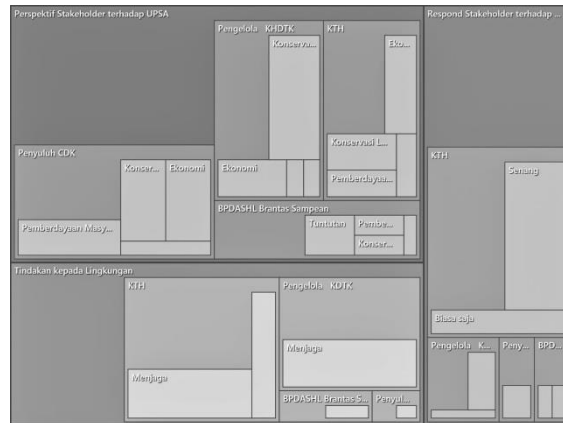 Perspektif Stakeholder terhadap UPSA
Pengelola KHDTK
Konserva...
Ekonomi
KTH
Eko...
Konservasi L...
Pemberdayaa...
Penyuluh CDK
Konser...
Ekonomi
Pemberdayaan Masy...
BPDASHL Brantas Sampean
Tuntutan
Pembe...
Konser...
Tindakan kepada Lingkungan
KTH
Menjaga
Pengelola KDTK
Menjaga
BPDASHL Brantas S...
Penyul...
Respond Stakeholder terhadap ...
KTH
Senang
Biasa saja
Pengelola K...
Peny...
BPD...